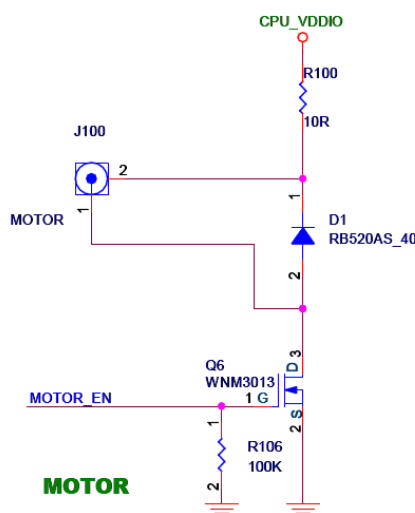 CPU_VDDIO
R100
10R
J100
2
1
MOTOR
1
D1
RB520AS_40
2
Q6
WNM3013
3
D
1 G
S
2
MOTOR_EN
1
R106
100K
2
MOTOR